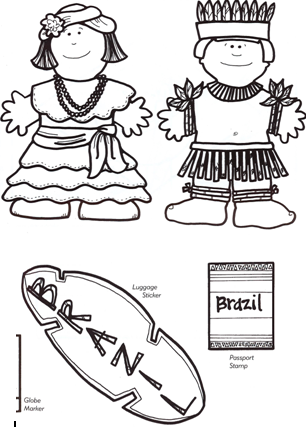 Luggage
Sticker
BRAZIL
Brazil
Passport
Stamp
Globe
Marker